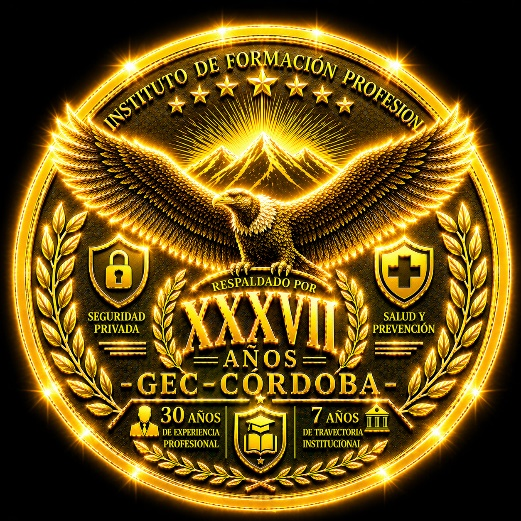 INSTITUTO DE FORMACIÓN PROFESION
RESPALDADO POR
XXXVII
AÑOS
-GEC-CÓRDOBA-
SEGURIDAD
PRIVADA
SALUD Y
PREVENCIÓN
30 AÑOS
DE EXPERIENCIA
PROFESIONAL
7 AÑOS
DE TRAVECTORIA
INSTITUCIONAL